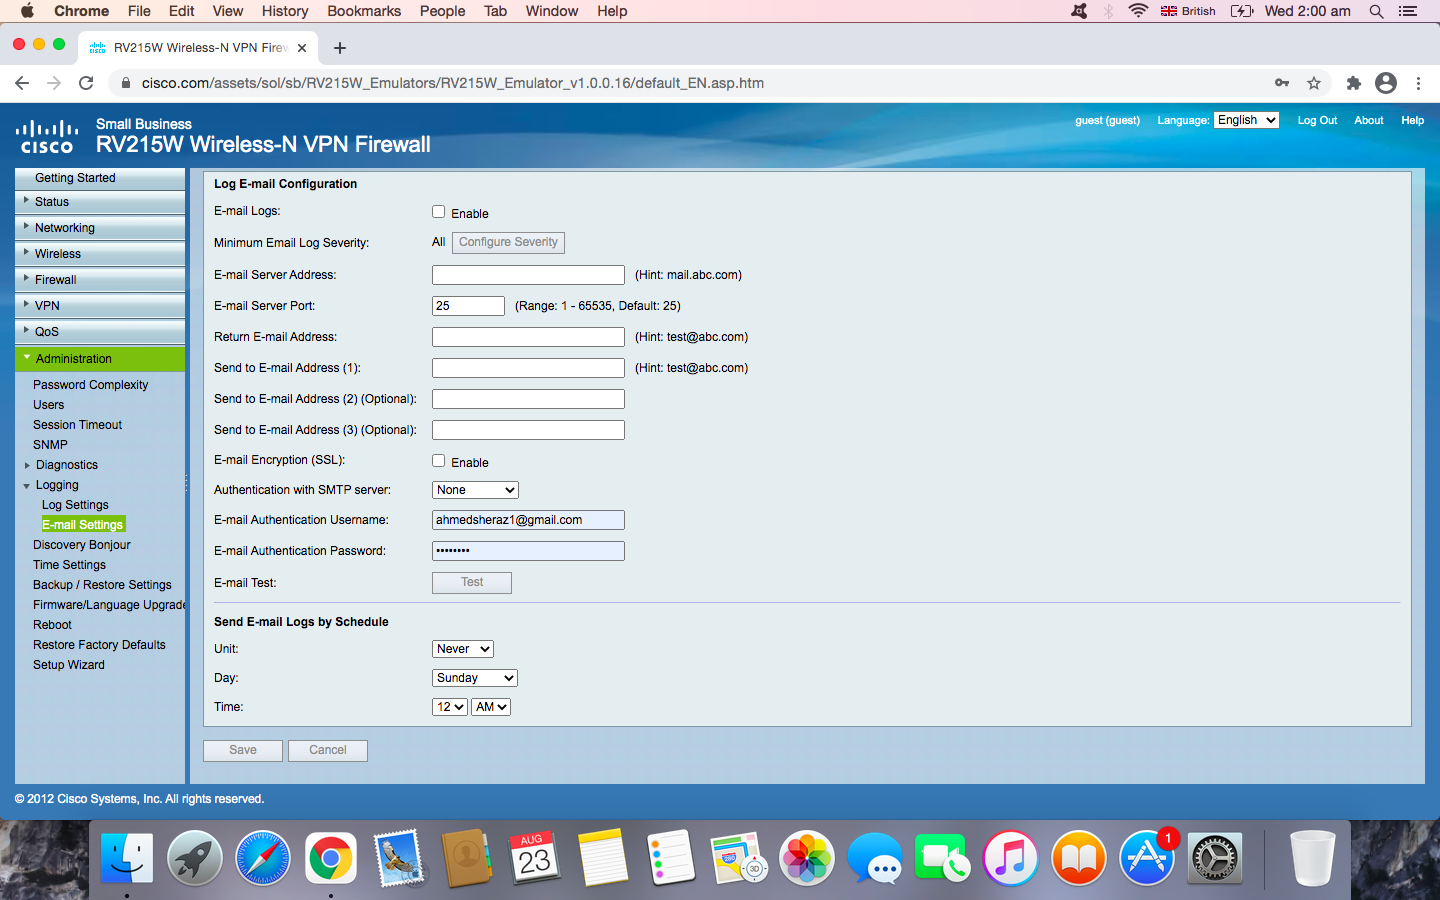 Chrome File Edit View History Bookmarks People Tab Window Help British Wed 2:00 am
RV215W Wireless-N VPN Firew
cisco.com/assets/sol/sb/RV215W_Emulators/RV215W_Emulator_v1.0.0.16/default_EN.asp.htm
Small Business
cisco RV215W Wireless-N VPN Firewall
guest (guest) Language: English Log Out About Help
Getting Started
Status
Networking
Wireless
Firewall
VPN
QoS
Administration
Password Complexity
Users
Session Timeout
SNMP
Diagnostics
Logging
Log Settings
E-mail Settings
Discovery Bonjour
Time Settings
Backup / Restore Settings
Firmware/Language Upgrade
Reboot
Restore Factory Defaults
Setup Wizard
Log E-mail Configuration
E-mail Logs: Enable
Minimum Email Log Severity: All Configure Severity
E-mail Server Address: (Hint: mail.abc.com)
E-mail Server Port: 25 (Range: 1 - 65535, Default: 25)
Return E-mail Address: (Hint: test@abc.com)
Send to E-mail Address (1): (Hint: test@abc.com)
Send to E-mail Address (2) (Optional):
Send to E-mail Address (3) (Optional):
E-mail Encryption (SSL): Enable
Authentication with SMTP server: None
E-mail Authentication Username: ahmedsheraz1@gmail.com
E-mail Authentication Password: ••••••••
E-mail Test: Test
Send E-mail Logs by Schedule
Unit: Never
Day: Sunday
Time: 12 AM
Save Cancel
© 2012 Cisco Systems, Inc. All rights reserved.
AUG
23
280
3D
1